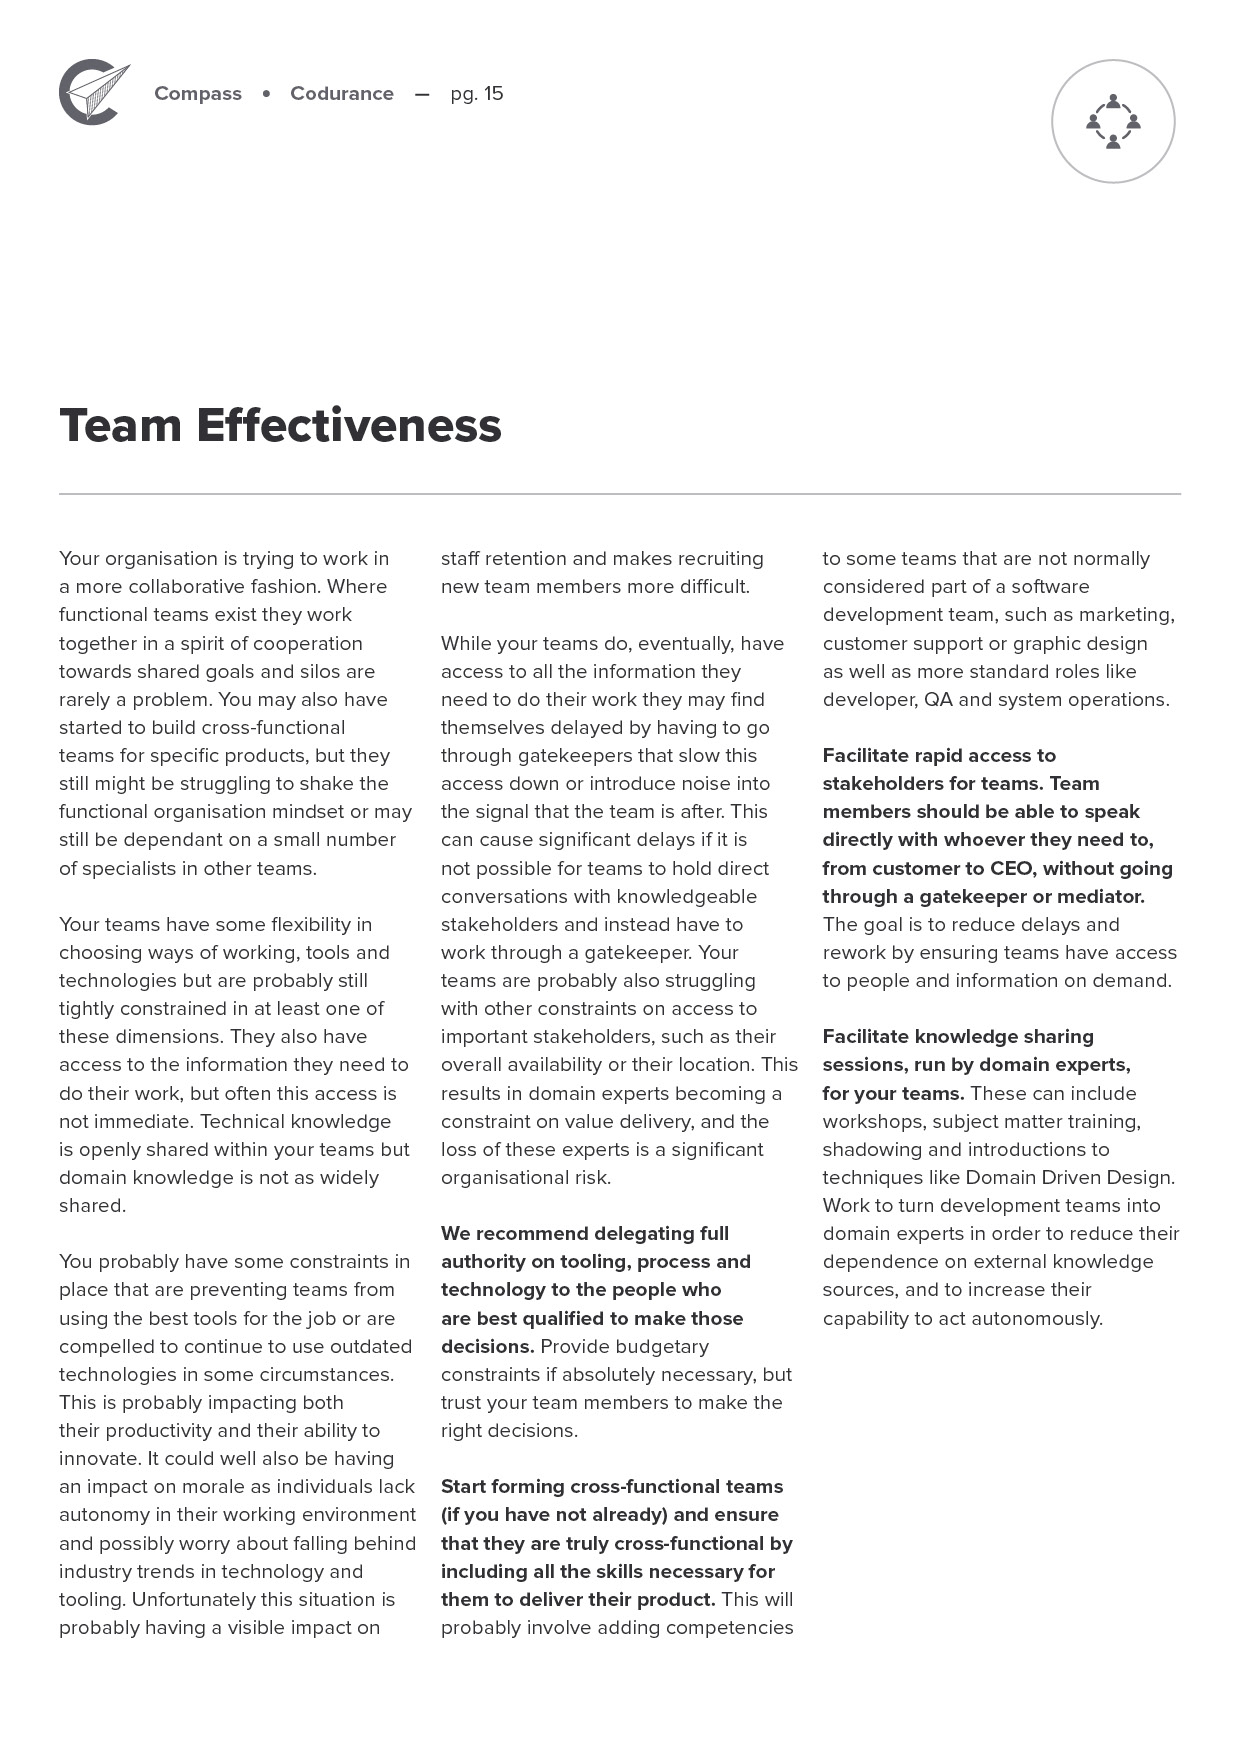 Compass • Codurance — pg. 15
Team Effectiveness
Your organisation is trying to work in
a more collaborative fashion. Where
functional teams exist they work
together in a spirit of cooperation
towards shared goals and silos are
rarely a problem. You may also have
started to build cross-functional
teams for specific products, but they
still might be struggling to shake the
functional organisation mindset or may
still be dependant on a small number
of specialists in other teams.
Your teams have some flexibility in
choosing ways of working, tools and
technologies but are probably still
tightly constrained in at least one of
these dimensions. They also have
access to the information they need to
do their work, but often this access is
not immediate. Technical knowledge
is openly shared within your teams but
domain knowledge is not as widely
shared.
You probably have some constraints in
place that are preventing teams from
using the best tools for the job or are
compelled to continue to use outdated
technologies in some circumstances.
This is probably impacting both
their productivity and their ability to
innovate. It could well also be having
an impact on morale as individuals lack
autonomy in their working environment
and possibly worry about falling behind
industry trends in technology and
tooling. Unfortunately this situation is
probably having a visible impact on
staff retention and makes recruiting
new team members more difficult.
While your teams do, eventually, have
access to all the information they
need to do their work they may find
themselves delayed by having to go
through gatekeepers that slow this
access down or introduce noise into
the signal that the team is after. This
can cause significant delays if it is
not possible for teams to hold direct
conversations with knowledgeable
stakeholders and instead have to
work through a gatekeeper. Your
teams are probably also struggling
with other constraints on access to
important stakeholders, such as their
overall availability or their location. This
results in domain experts becoming a
constraint on value delivery, and the
loss of these experts is a significant
organisational risk.
We recommend delegating full
authority on tooling, process and
technology to the people who
are best qualified to make those
decisions. Provide budgetary
constraints if absolutely necessary, but
trust your team members to make the
right decisions.
Start forming cross-functional teams
(if you have not already) and ensure
that they are truly cross-functional by
including all the skills necessary for
them to deliver their product. This will
probably involve adding competencies
to some teams that are not normally
considered part of a software
development team, such as marketing,
customer support or graphic design
as well as more standard roles like
developer, QA and system operations.
Facilitate rapid access to
stakeholders for teams. Team
members should be able to speak
directly with whoever they need to,
from customer to CEO, without going
through a gatekeeper or mediator.
The goal is to reduce delays and
rework by ensuring teams have access
to people and information on demand.
Facilitate knowledge sharing
sessions, run by domain experts,
for your teams. These can include
workshops, subject matter training,
shadowing and introductions to
techniques like Domain Driven Design.
Work to turn development teams into
domain experts in order to reduce their
dependence on external knowledge
sources, and to increase their
capability to act autonomously.